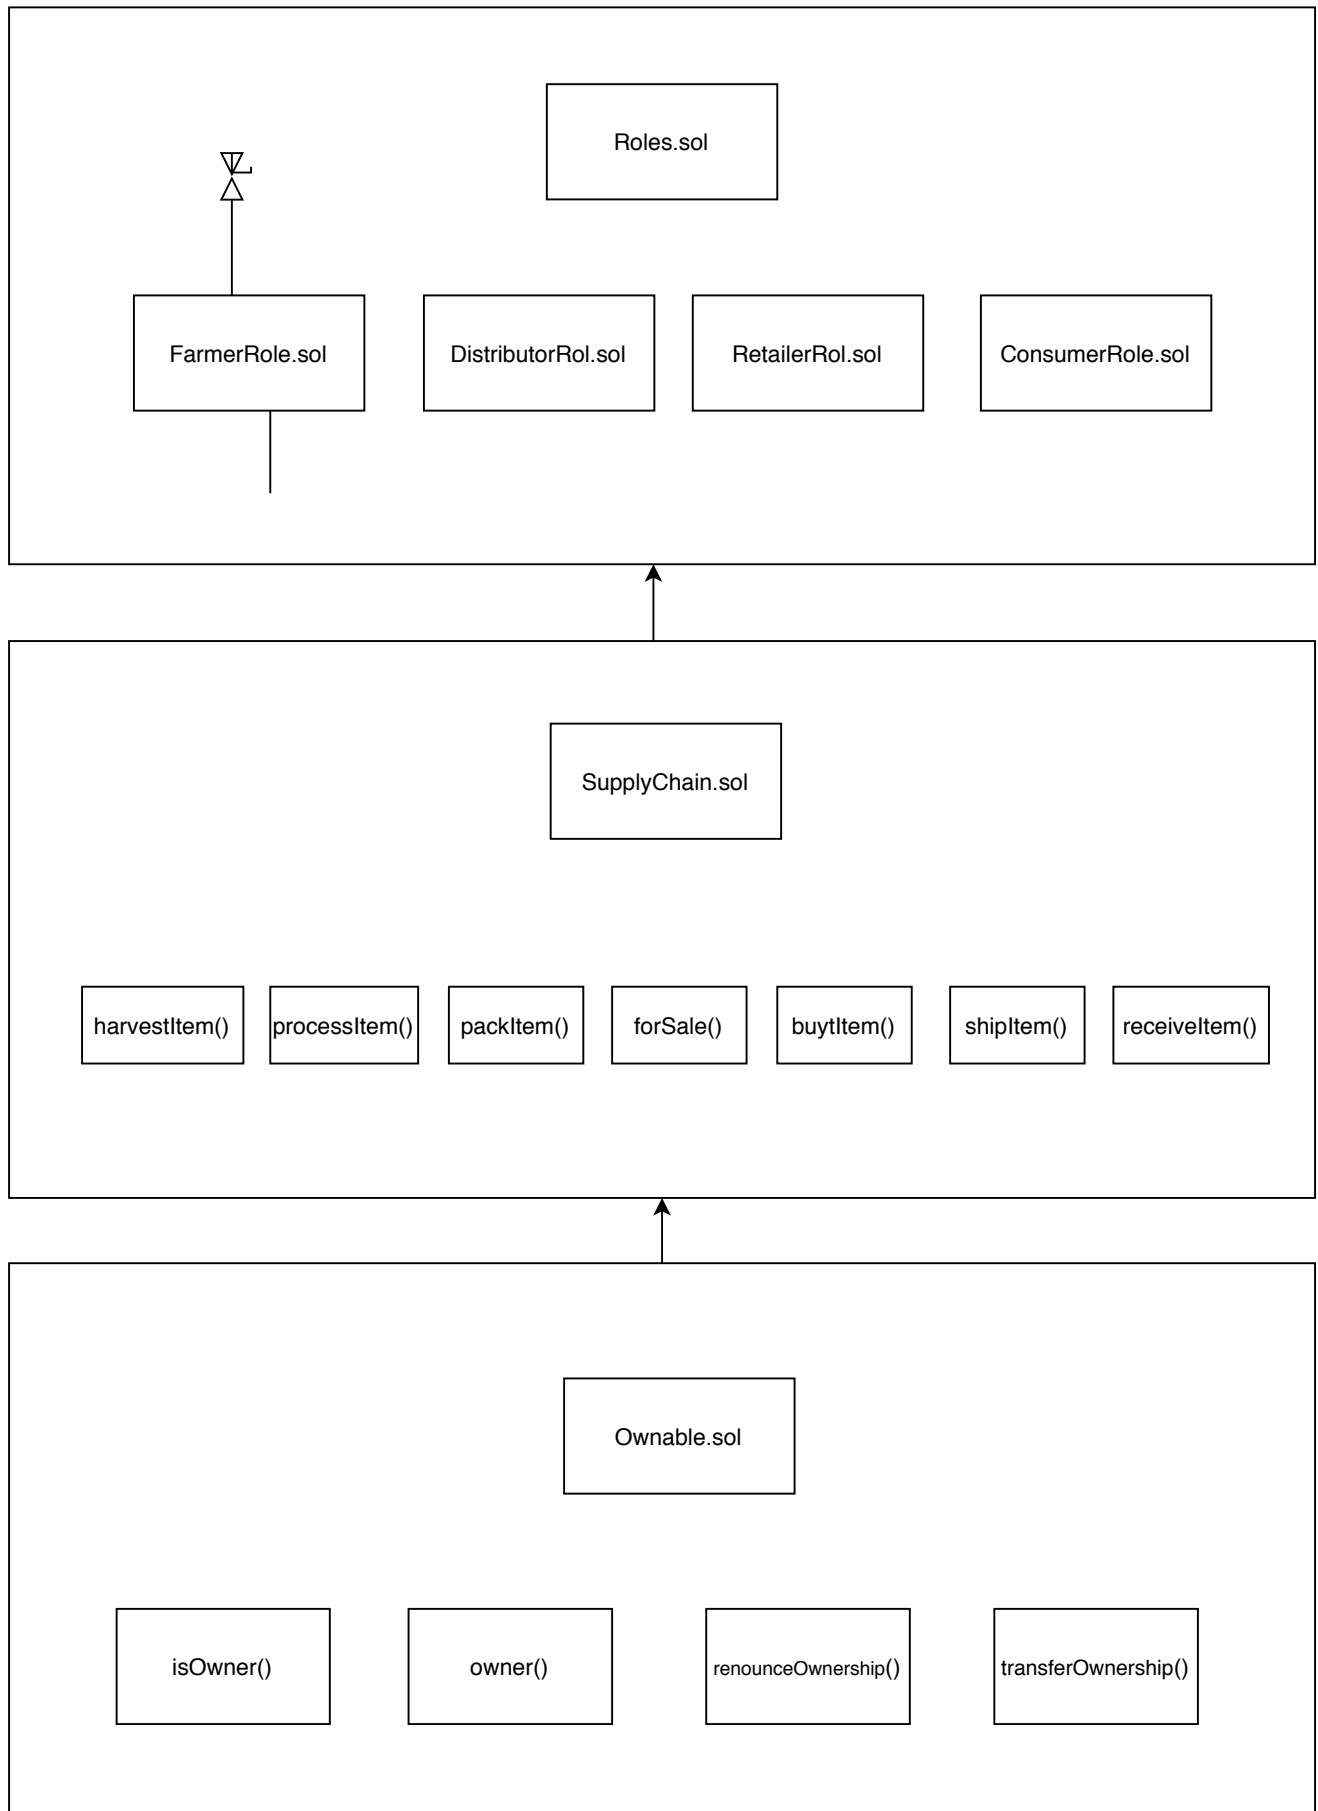 Roles.sol
FarmerRole.sol
DistributorRol.sol
RetailerRol.sol
ConsumerRole.sol
SupplyChain.sol
harvestItem()
processItem()
packItem()
forSale()
buytItem()
shipItem()
receiveItem()
Ownable.sol
isOwner()
owner()
renounceOwnership()
transferOwnership()